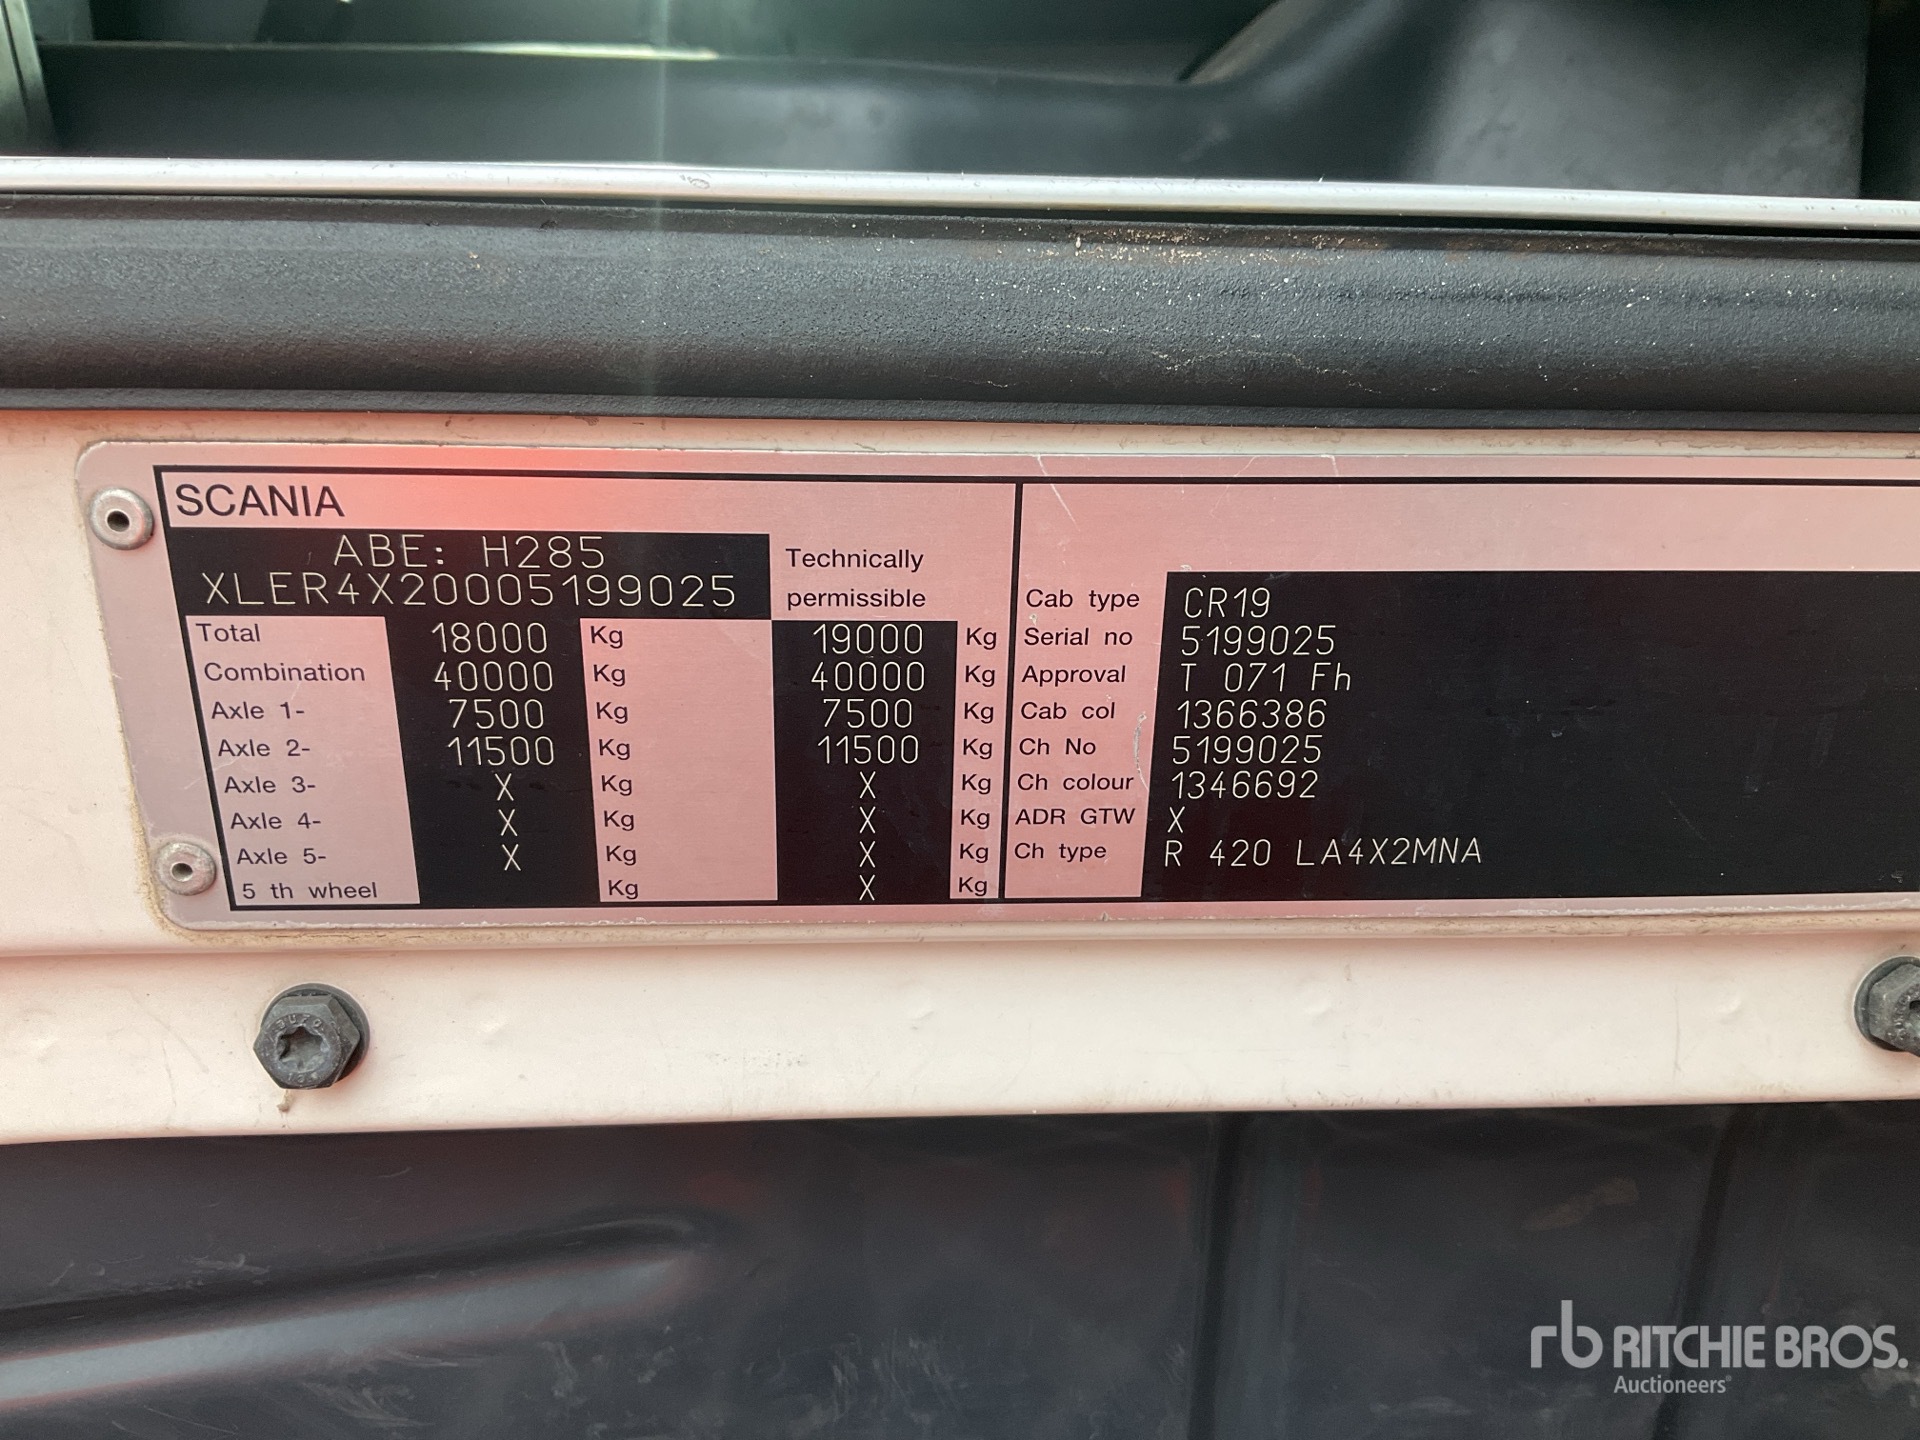 SCANIA
ABE: H285
XLER4X20005199025
Technically
permissible
Total 18000 Kg 19000 Kg
Combination 40000 Kg 40000 Kg
Axle 1- 7500 Kg 7500 Kg
Axle 2- 11500 Kg 11500 Kg
Axle 3- X Kg X Kg
Axle 4- X Kg X Kg
Axle 5- X Kg X Kg
5 th wheel Kg X Kg
Cab type CR19
Serial no 5199025
Approval T 071 Fh
Cab col 1366386
Ch No 5199025
Ch colour 1346692
ADR GTW X
Ch type R 420 LA4X2MNA
BUFO
rb RITCHIE BROS.
Auctioneers